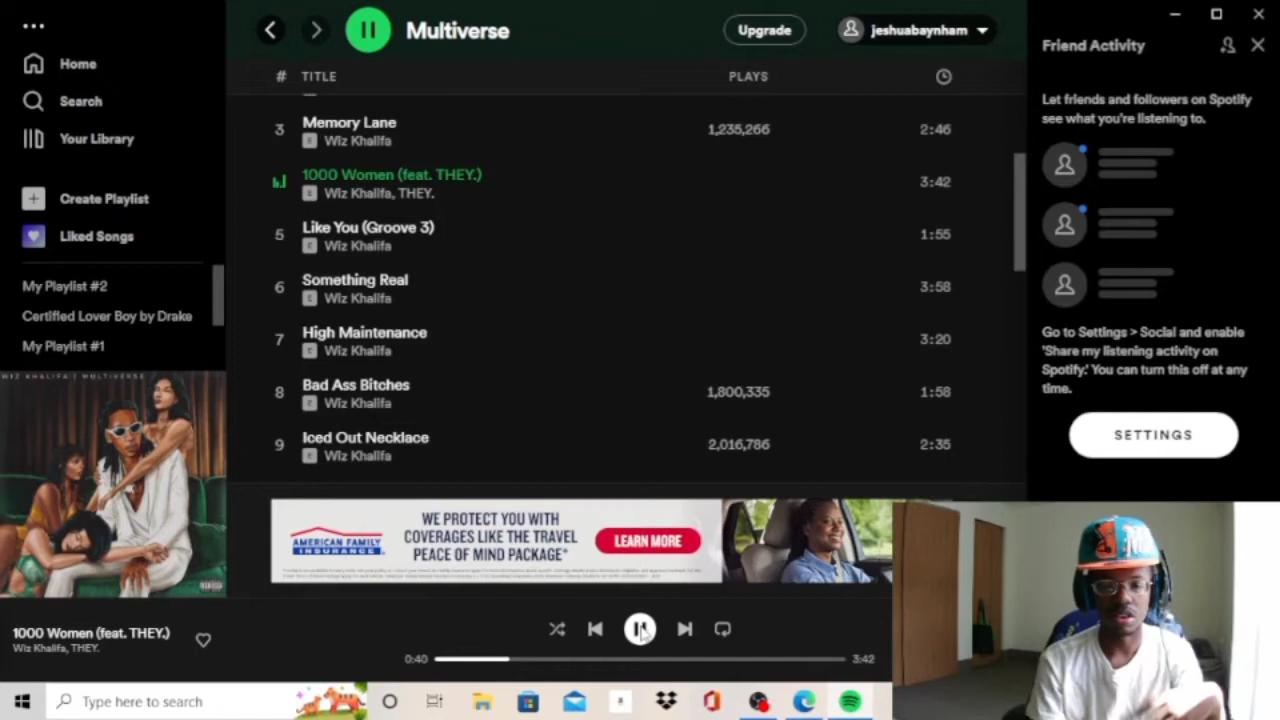 Home
Search
Your Library
Create Playlist
Liked Songs
My Playlist #2
Certified Lover Boy by Drake
My Playlist #1
WIZ KHALIFA | MULTIVERSE
1000 Women (feat. THEY.)
Wiz Khalifa, THEY.
Multiverse
Upgrade
jeshuabaynham
# TITLE PLAYS
3 Memory Lane 1,235,266 2:46
E Wiz Khalifa
1000 Women (feat. THEY.) 3:42
E Wiz Khalifa, THEY.
5 Like You (Groove 3) 1:55
E Wiz Khalifa
6 Something Real 3:58
E Wiz Khalifa
7 High Maintenance 3:20
E Wiz Khalifa
8 Bad Ass Bitches 1,800,335 1:58
E Wiz Khalifa
9 Iced Out Necklace 2,016,786 2:35
E Wiz Khalifa
AMERICAN FAMILY
INSURANCE
WE PROTECT YOU WITH
COVERAGES LIKE THE TRAVEL
PEACE OF MIND PACKAGE*
LEARN MORE
0:40 3:42
Friend Activity
Let friends and followers on Spotify
see what you're listening to.
Go to Settings > Social and enable
'Share my listening activity on
Spotify.' You can turn this off at any
time.
SETTINGS
Type here to search